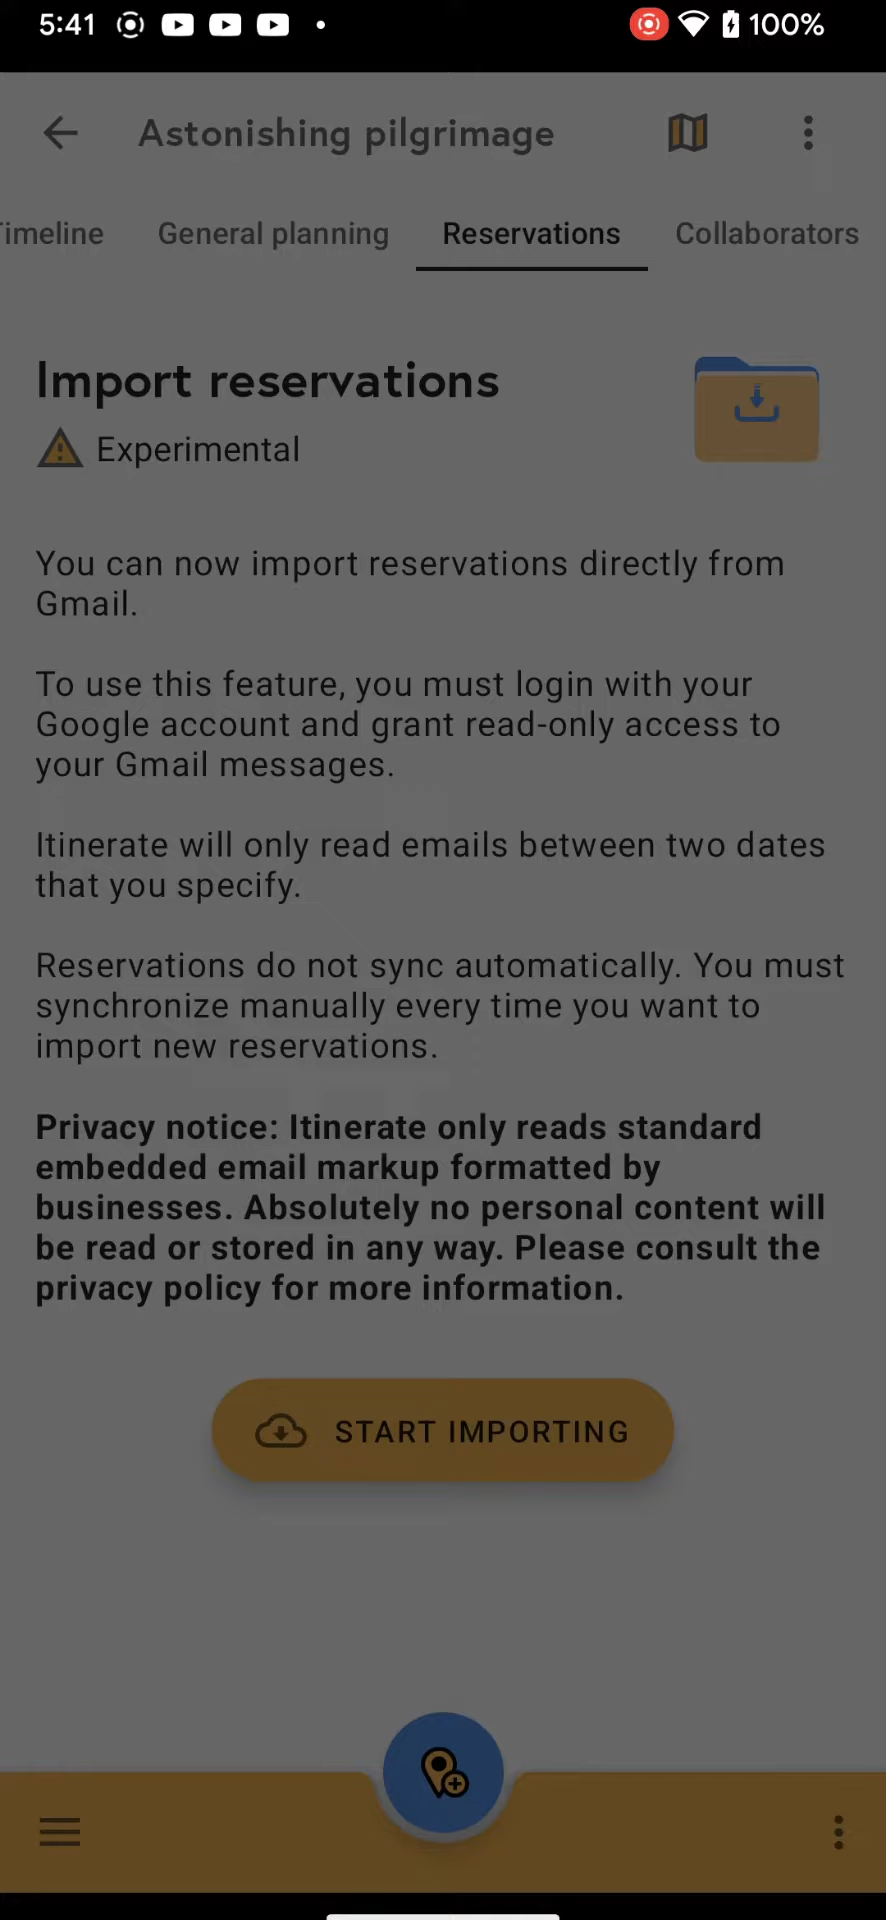 5:41
100%
Astonishing pilgrimage
imeline General planning Reservations Collaborators
Import reservations
Experimental
You can now import reservations directly from
Gmail.
To use this feature, you must login with your
Google account and grant read-only access to
your Gmail messages.
Itinerate will only read emails between two dates
that you specify.
Reservations do not sync automatically. You must
synchronize manually every time you want to
import new reservations.
Privacy notice: Itinerate only reads standard
embedded email markup formatted by
businesses. Absolutely no personal content will
be read or stored in any way. Please consult the
privacy policy for more information.
START IMPORTING